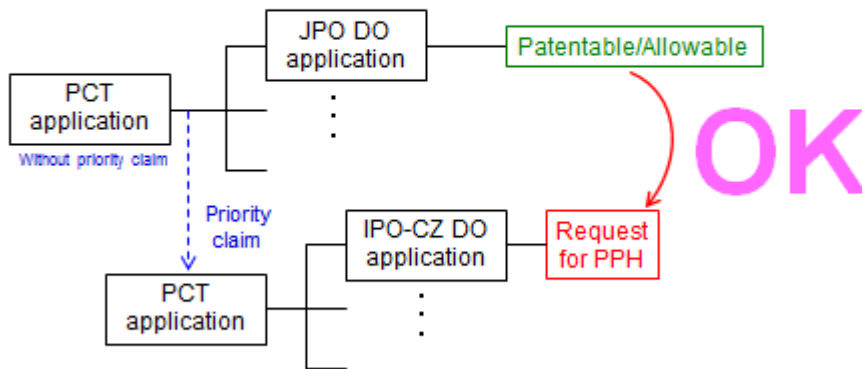 JPO DO
application
Patentable/Allowable
PCT
application
Without priority claim
OK
Priority
claim
IPO-CZ DO
application
Request
for PPH
PCT
application